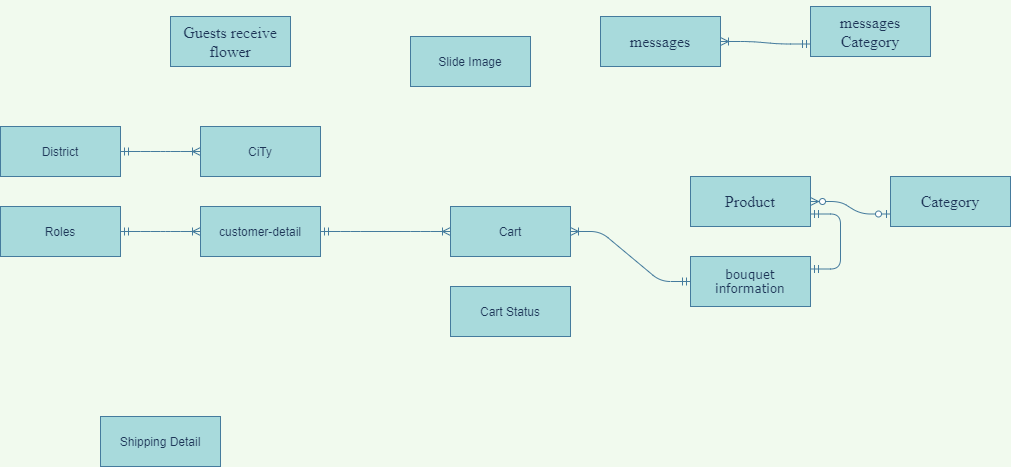 Guests receive
flower
Slide Image
messages
messages
Category
District
CiTy
Product
Category
Roles
customer-detail
Cart
bouquet
information
Cart Status
Shipping Detail